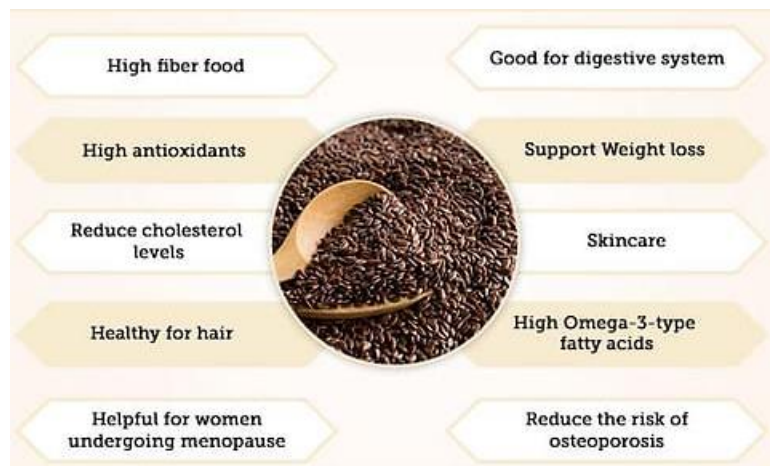 High fiber food
High antioxidants
Reduce cholesterol
levels
Healthy for hair
Helpful for women
undergoing menopause
Good for digestive system
Support Weight loss
Skincare
High Omega-3-type
fatty acids
Reduce the risk of
osteoporosis